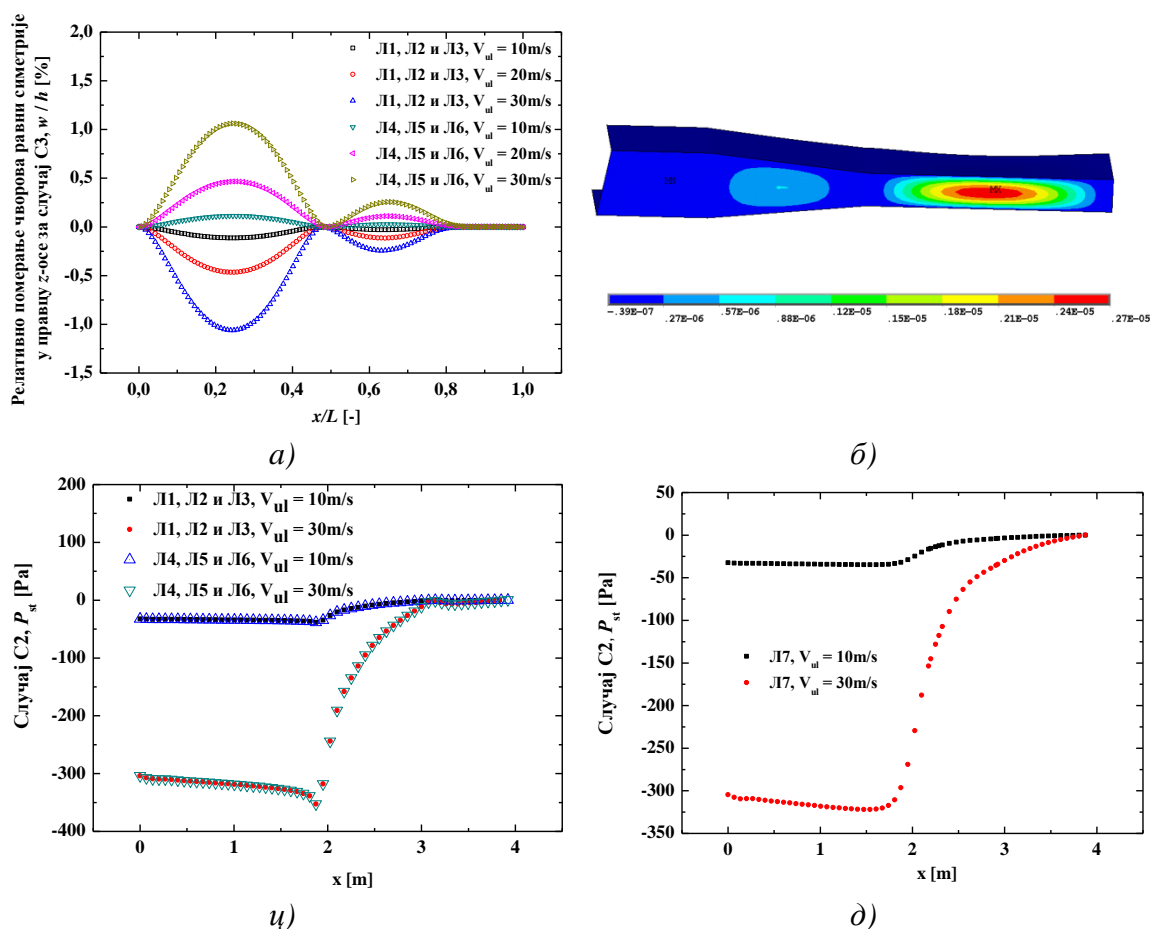 Релативно померање чворова равни симетрије
у правцу z-осе за случај С3, w / h [%]
2,0
1,5
1,0
0,5
0,0
-0,5
-1,0
-1,5
Л1, Л2 и Л3, V_ul = 10m/s
Л1, Л2 и Л3, V_ul = 20m/s
Л1, Л2 и Л3, V_ul = 30m/s
Л4, Л5 и Л6, V_ul = 10m/s
Л4, Л5 и Л6, V_ul = 20m/s
Л4, Л5 и Л6, V_ul = 30m/s
0,0 0,2 0,4 0,6 0,8 1,0
x/L [-]
а)
MX
-.39E-07 .27E-06 .57E-06 .88E-06 .12E-05 .15E-05 .18E-05 .21E-05 .24E-05 .27E-05
б)
Случај С2, P_st [Pa]
200
100
0
-100
-200
-300
-400
Л1, Л2 и Л3, V_ul = 10m/s
Л1, Л2 и Л3, V_ul = 30m/s
Л4, Л5 и Л6, V_ul = 10m/s
Л4, Л5 и Л6, V_ul = 30m/s
0 1 2 3 4
x [m]
ц)
Случај С2, P_st [Pa]
50
0
-50
-100
-150
-200
-250
-300
-350
Л7, V_ul = 10m/s
Л7, V_ul = 30m/s
0 1 2 3 4
x [m]
д)